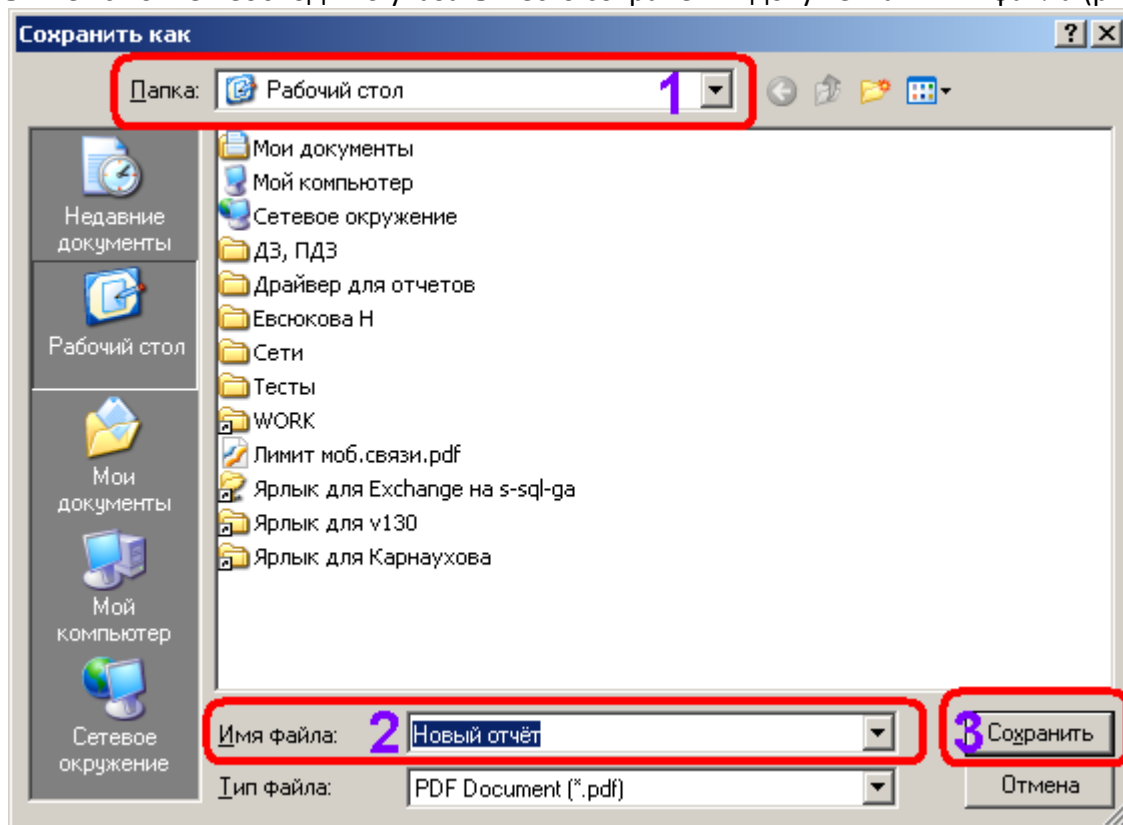 Сохранить как
Папка: Рабочий стол 1
Недавние
документы
Рабочий стол
Мои
документы
Мой
компьютер
Сетевое
окружение
Мои документы
Мой компьютер
Сетевое окружение
ДЗ, ПДЗ
Драйвер для отчетов
Евсюкова Н
Сети
Тесты
WORK
Лимит моб.связи.pdf
Ярлык для Exchange на s-sql-ga
Ярлык для v130
Ярлык для Карнаухова
Имя файла: 2 Новый отчёт 3 Сохранить
Тип файла: PDF Document (*.pdf) Отмена